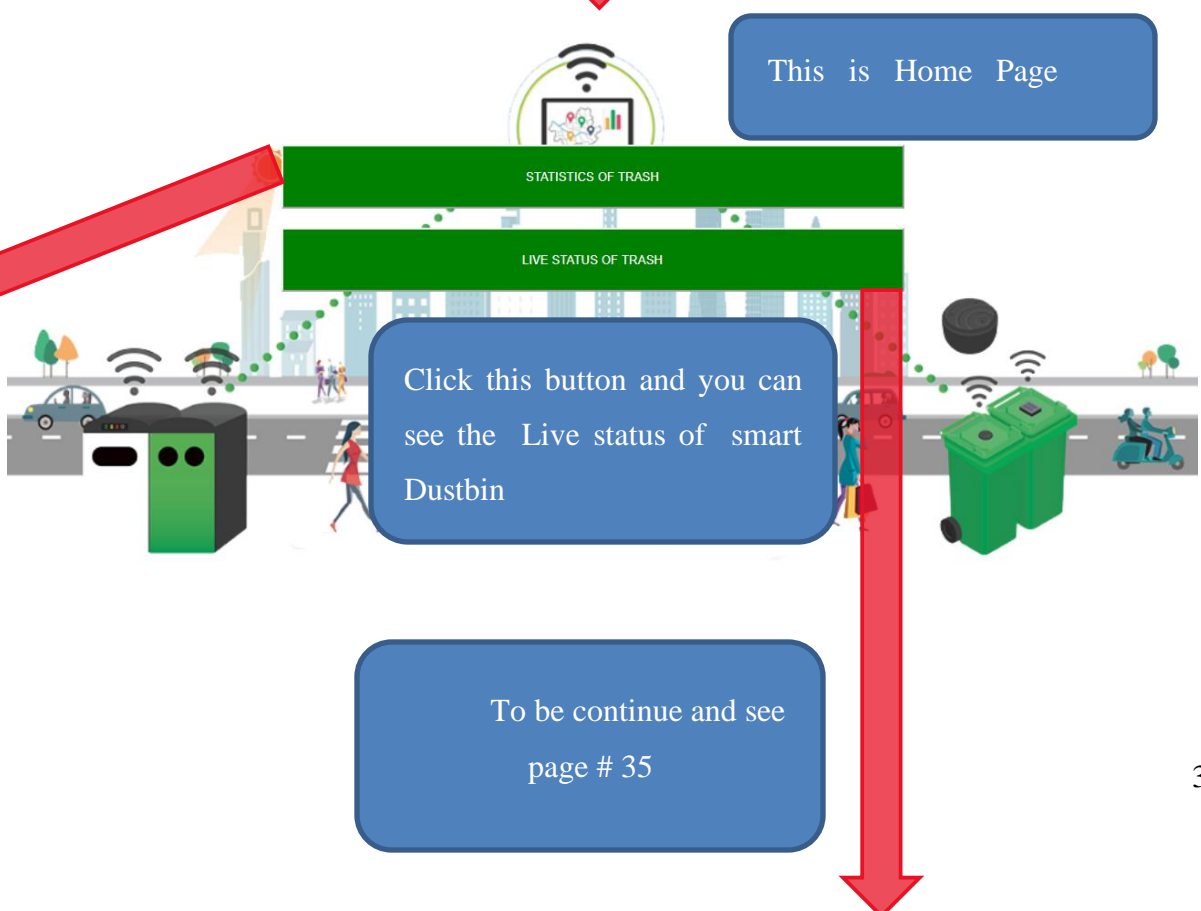 This is Home Page
STATISTICS OF TRASH
LIVE STATUS OF TRASH
Click this button and you can
see the Live status of smart
Dustbin
To be continue and see
page # 35
3